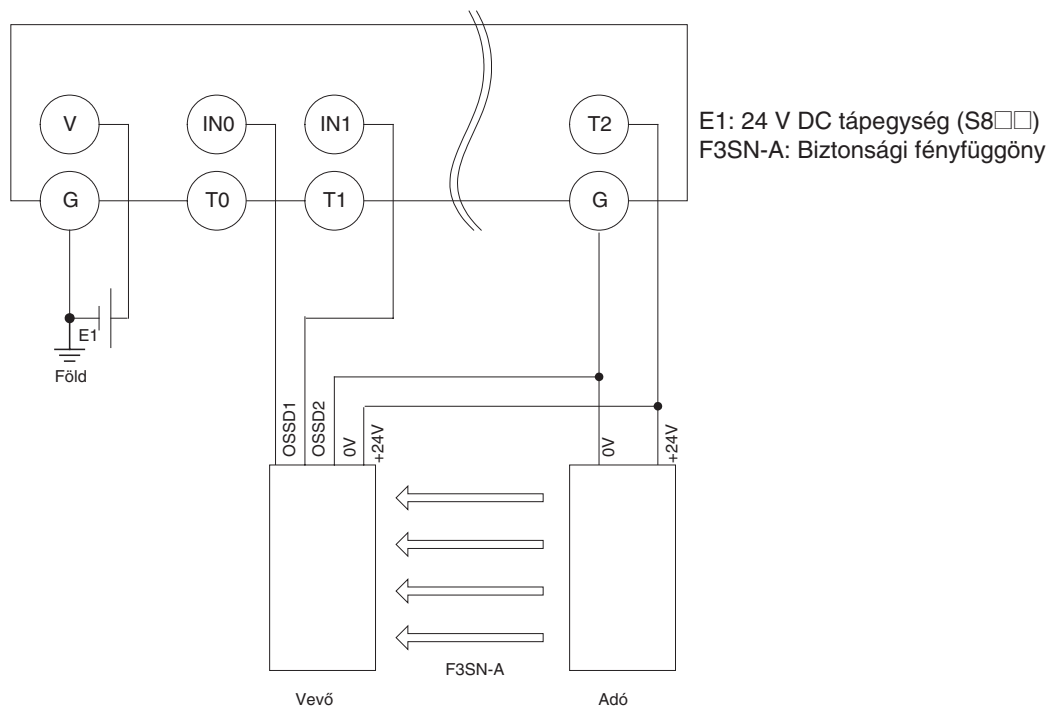 V
IN0
IN1
T2
G
T0
T1
G
E1: 24 V DC tápegység (S8□□)
F3SN-A: Biztonsági fényfüggöny
E1
Föld
OSSD1
OSSD2
0V
+24V
0V
+24V
F3SN-A
Vevő
Adó